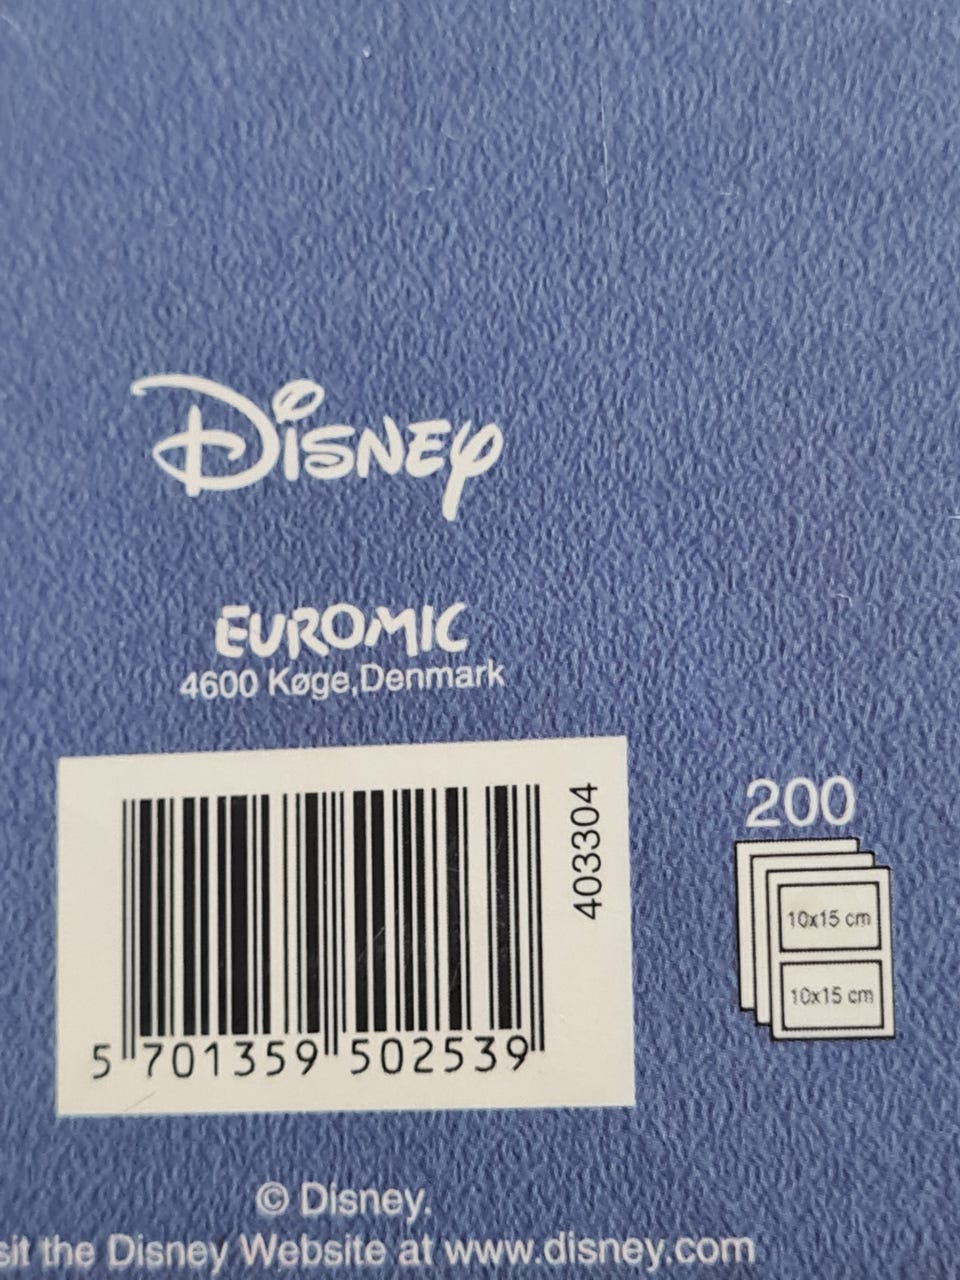 Disney
EUROMIC
4600 Køge,Denmark
403304
200
10x15 cm
10x15 cm
5 701359 502539
© Disney.
sit the Disney Website at www.disney.com